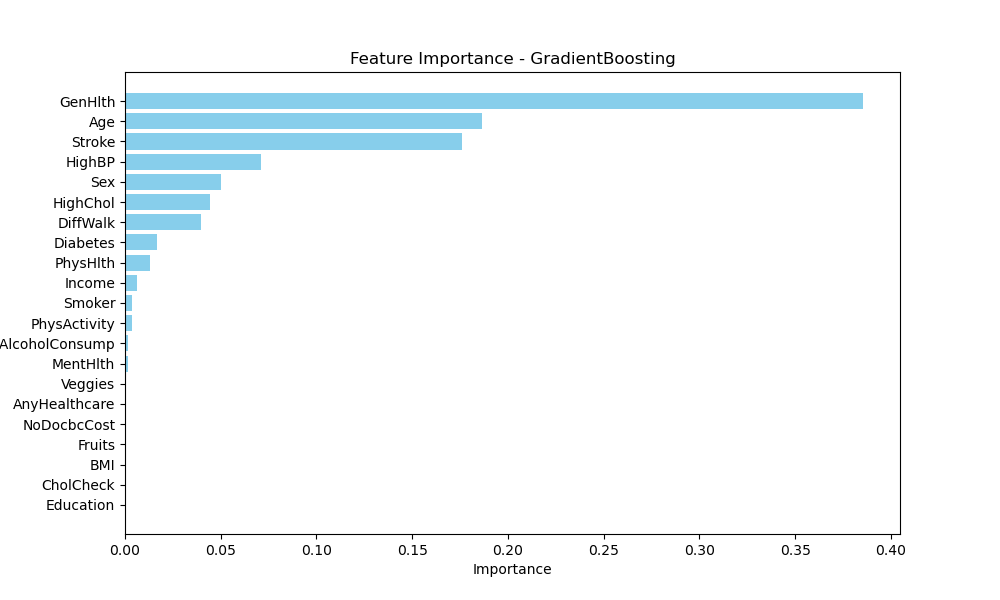 Feature Importance - GradientBoosting
GenHlth
Age
Stroke
HighBP
Sex
HighChol
DiffWalk
Diabetes
PhysHlth
Income
Smoker
PhysActivity
AlcoholConsump
MentHlth
Veggies
AnyHealthcare
NoDocbcCost
Fruits
BMI
CholCheck
Education
0.00 0.05 0.10 0.15 0.20 0.25 0.30 0.35 0.40
Importance